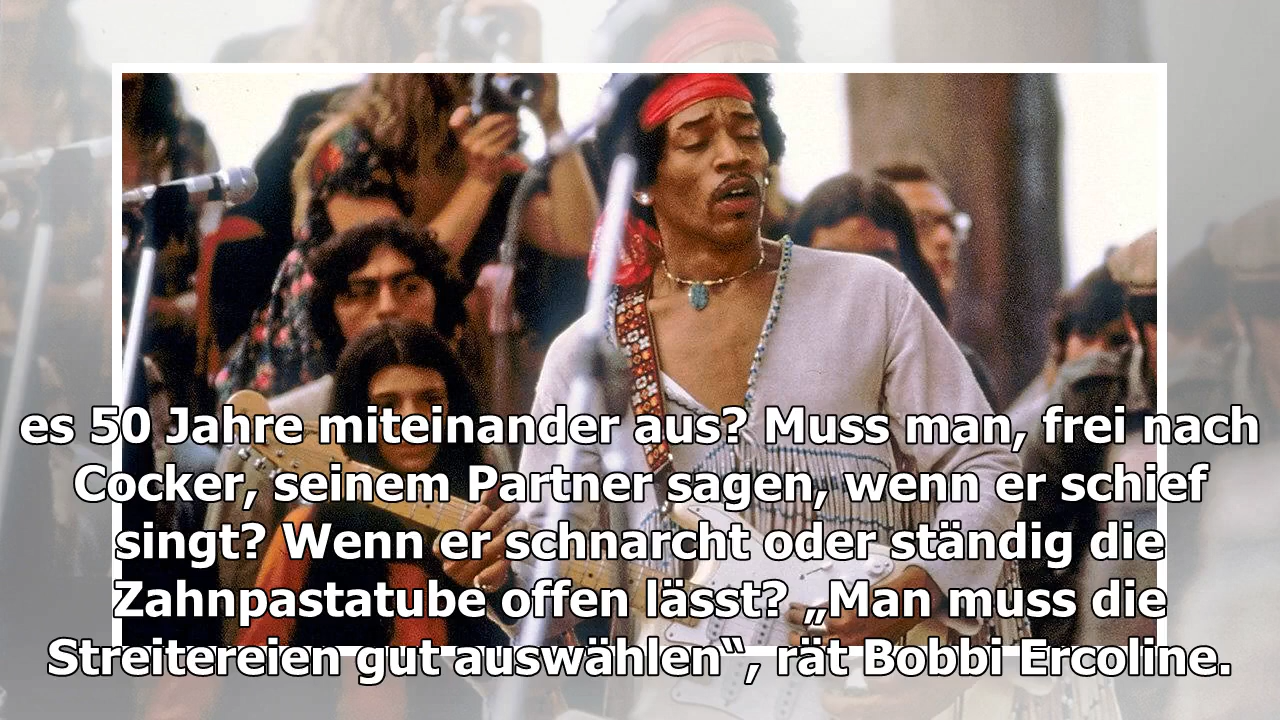 es 50 Jahre miteinander aus? Muss man, frei nach
Cocker, seinem Partner sagen, wenn er schief
singt? Wenn er schnarcht oder ständig die
Zahnpastatube offen lässt? „Man muss die
Streitereien gut auswählen“, rät Bobbi Ercoline.